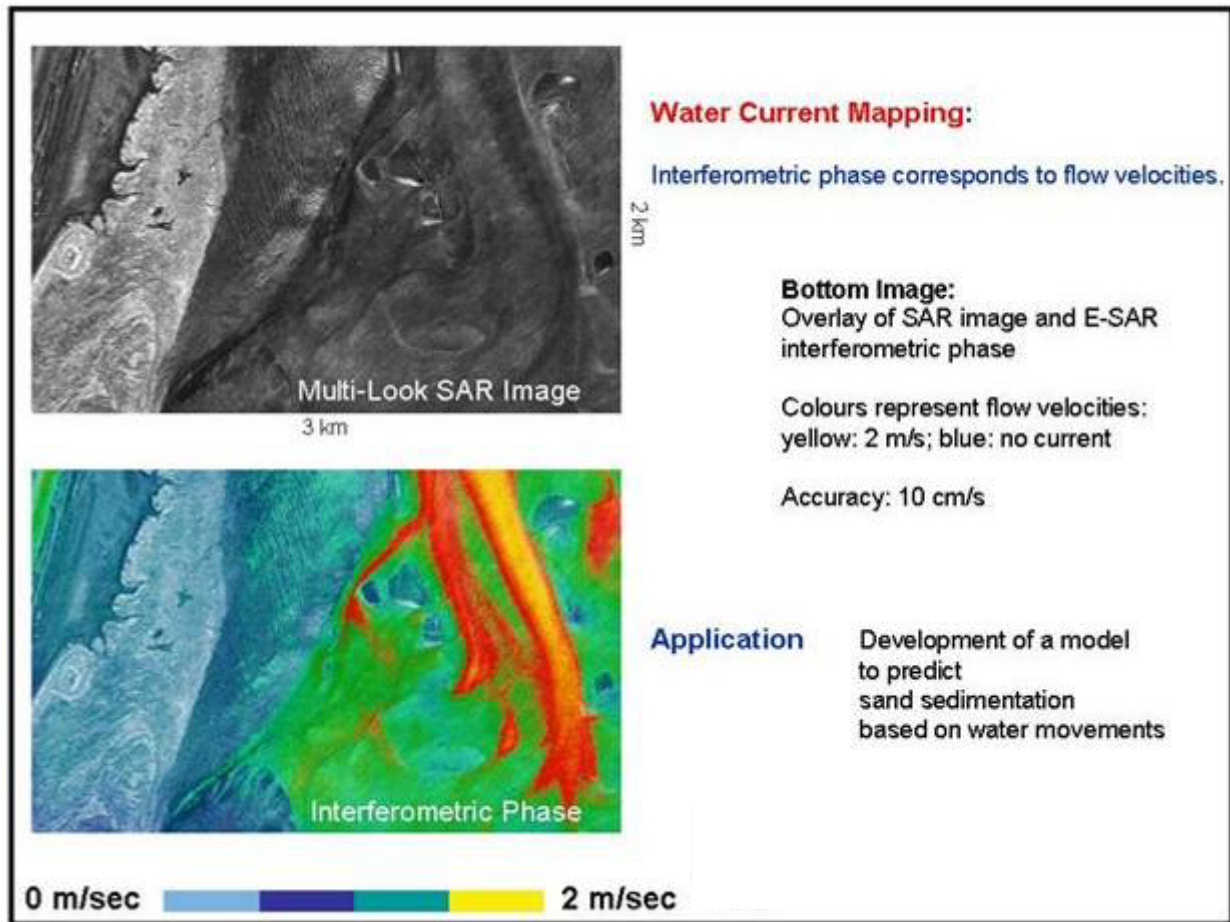 Water Current Mapping:
Interferometric phase corresponds to flow velocities.
2 km
Multi-Look SAR Image
3 km
Bottom Image:
Overlay of SAR image and E-SAR
interferometric phase
Colours represent flow velocities:
yellow: 2 m/s; blue: no current
Accuracy: 10 cm/s
Application
Development of a model
to predict
sand sedimentation
based on water movements
Interferometric Phase
0 m/sec
2 m/sec